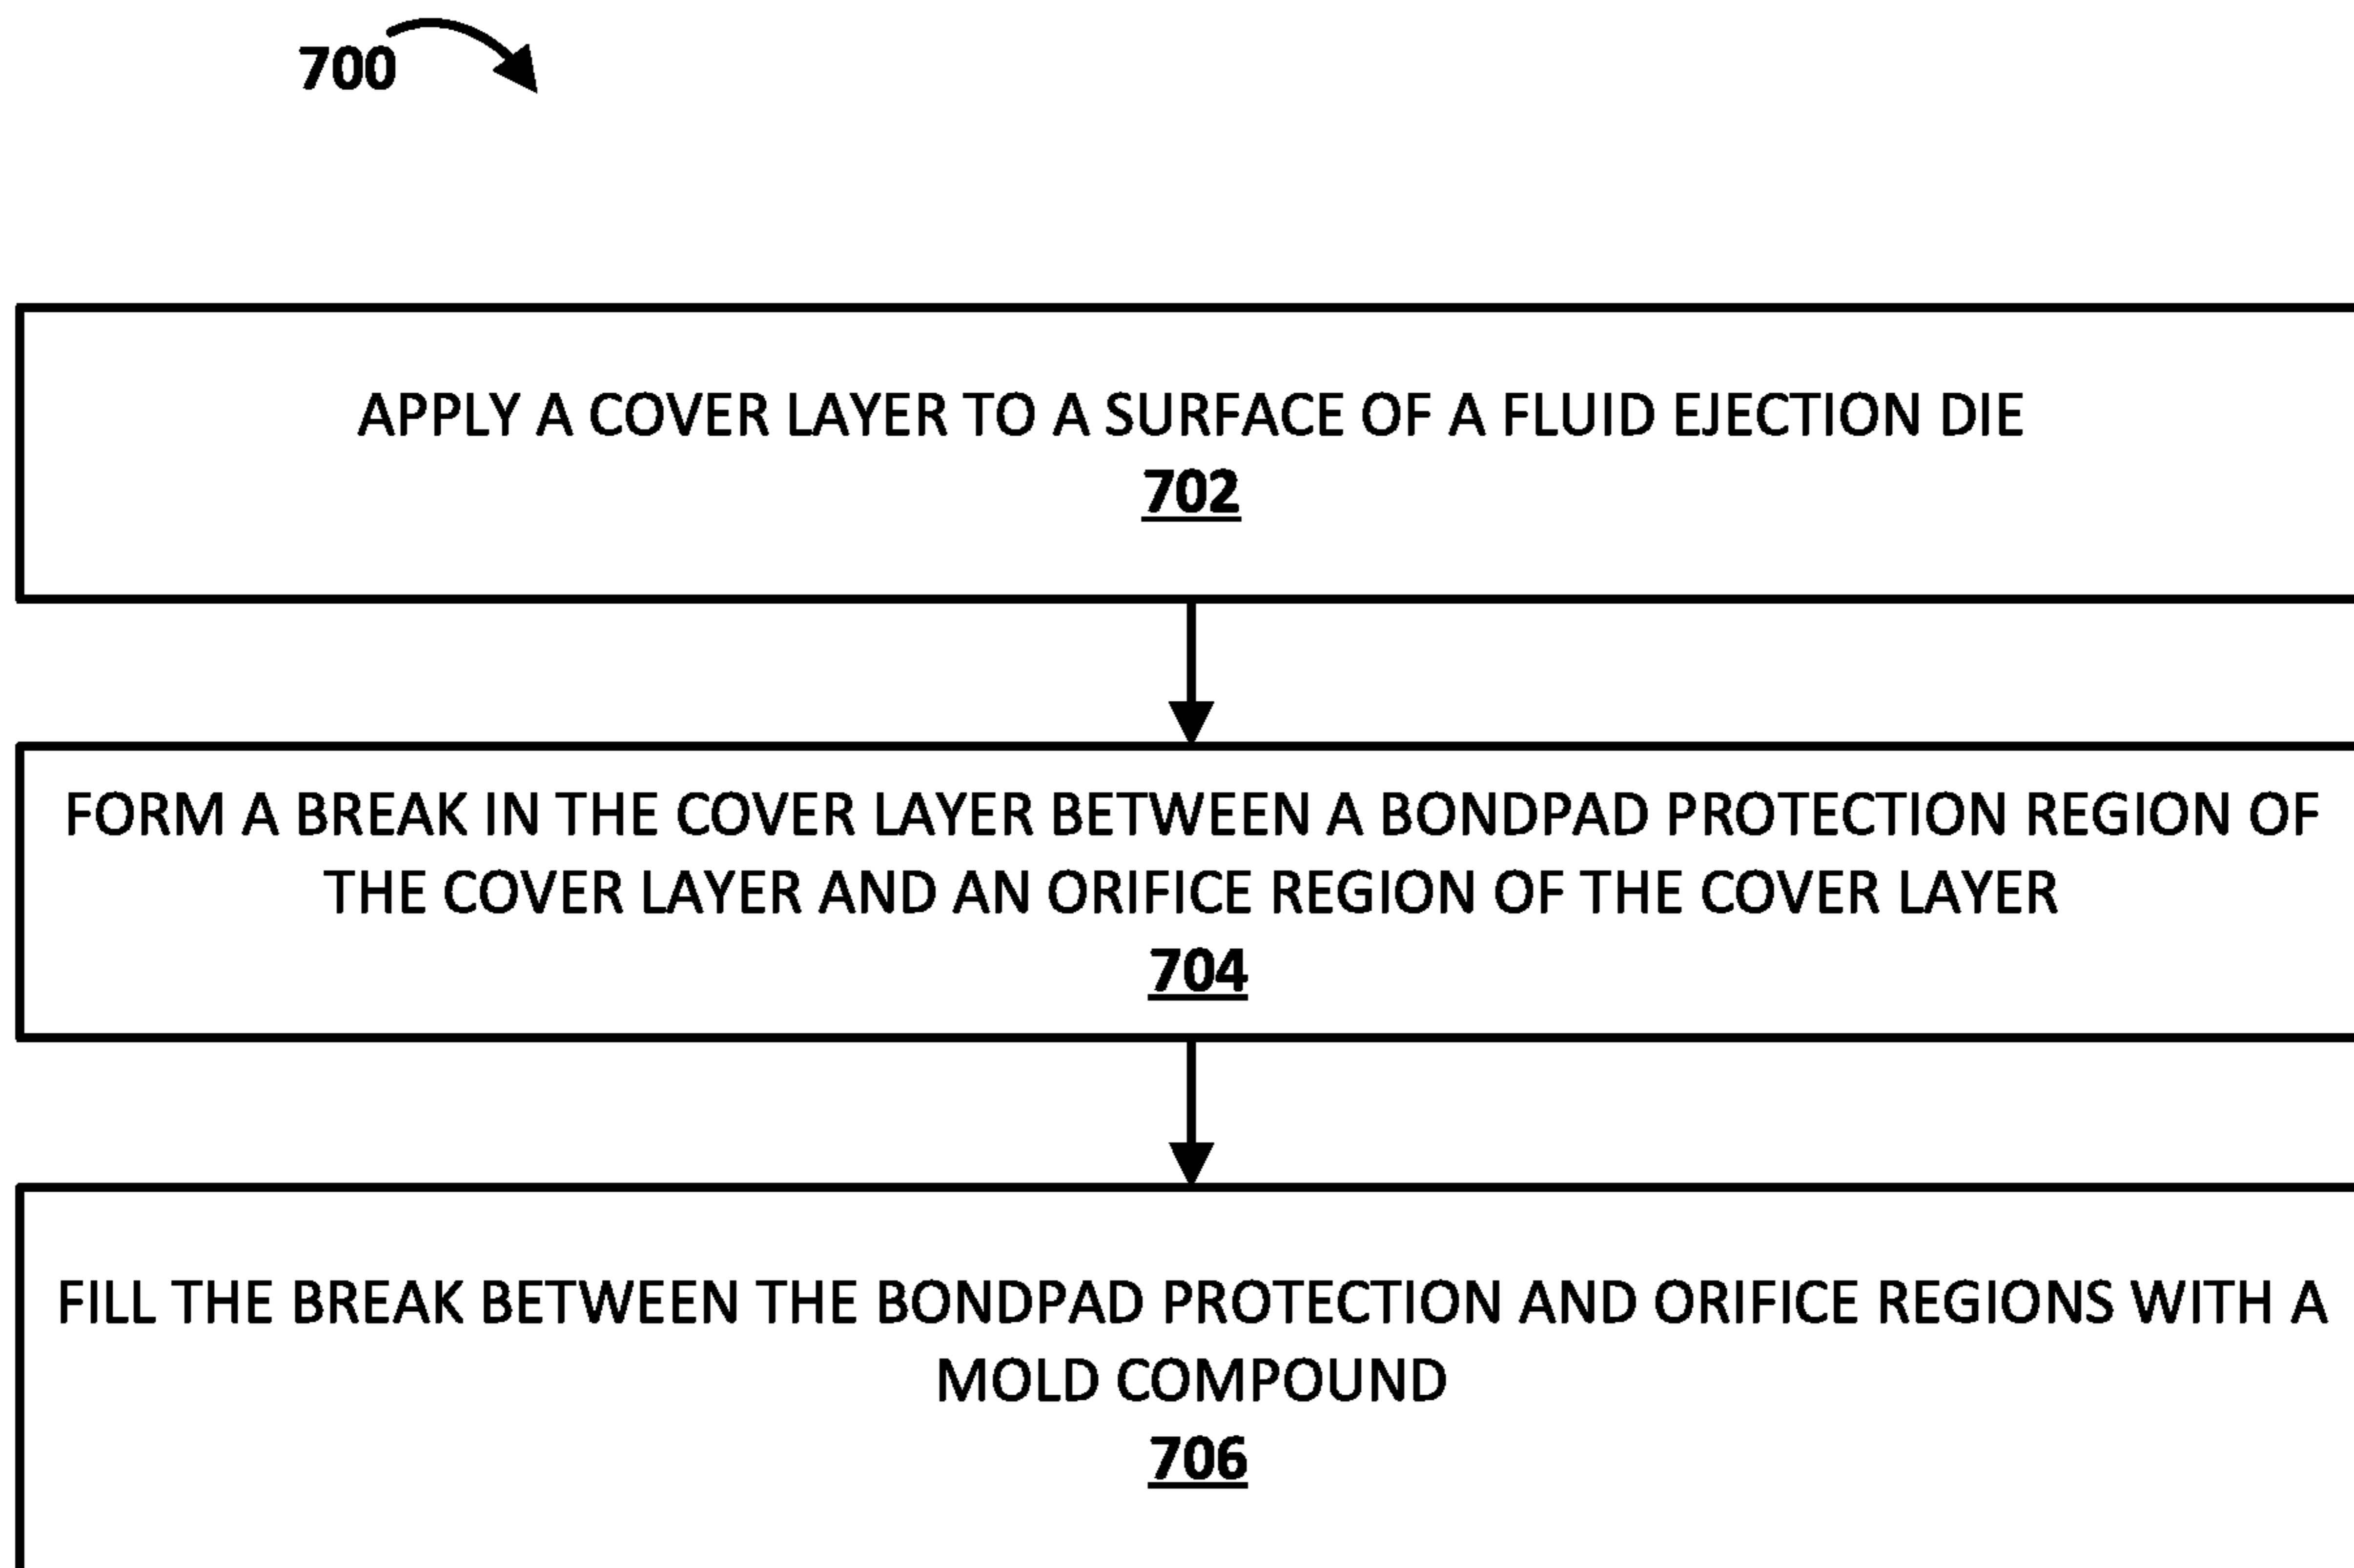 700
APPLY A COVER LAYER TO A SURFACE OF A FLUID EJECTION DIE
702
FORM A BREAK IN THE COVER LAYER BETWEEN A BONDPAD PROTECTION REGION OF
THE COVER LAYER AND AN ORIFICE REGION OF THE COVER LAYER
704
FILL THE BREAK BETWEEN THE BONDPAD PROTECTION AND ORIFICE REGIONS WITH A
MOLD COMPOUND
706